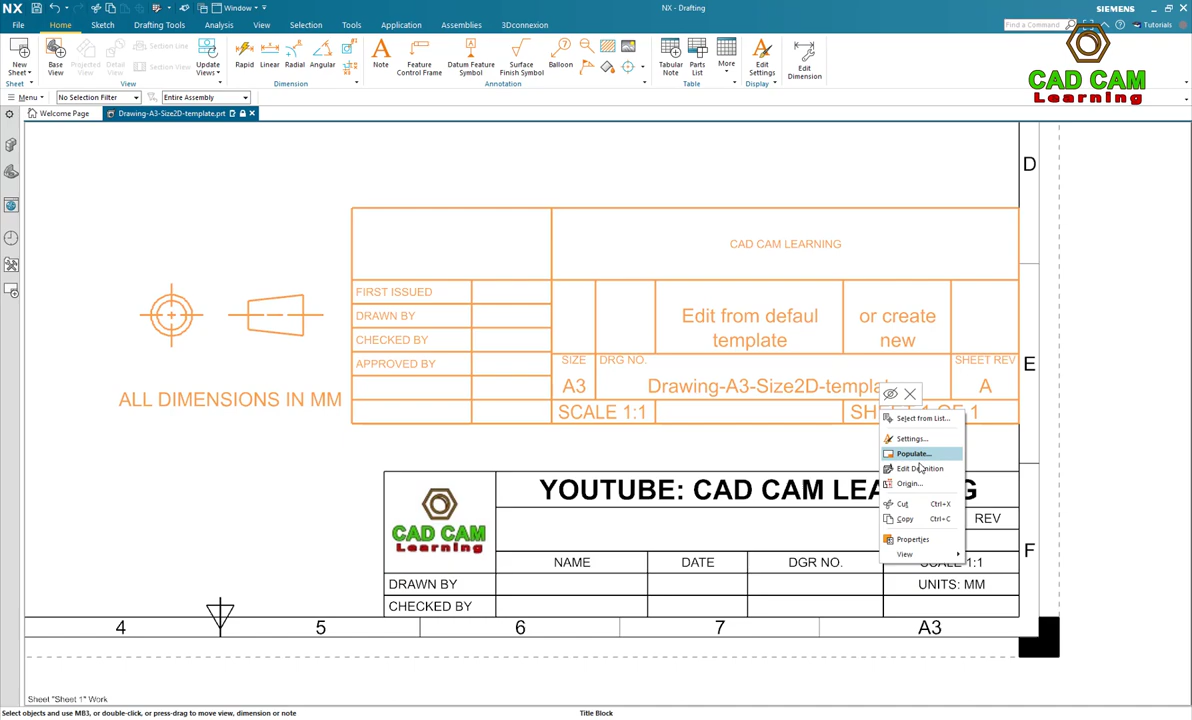 NX Window NX - Drafting SIEMENS
File Home Sketch Drafting Tools Analysis View Selection Tools Application Assemblies 3Dconnexion Find a Command Tutorials
New Sheet Base View Projected View Detail View Section Line Section View Update Views Rapid Linear Radial Angular Note Feature Control Frame Datum Feature Symbol Surface Finish Symbol Balloon Tabular Note Parts List More Edit Settings Edit Dimension
Sheet View Dimension Annotation Table Display
CAD CAM
Learning
Menu No Selection Filter Entire Assembly
Welcome Page Drawing-A3-Size2D-template.prt
D
CAD CAM LEARNING
FIRST ISSUED
DRAWN BY
Edit from defaul
template
or create
new
CHECKED BY
APPROVED BY
SIZE DRG NO. SHEET REV
E
A3 Drawing-A3-Size2D-templat A
ALL DIMENSIONS IN MM
SCALE 1:1 SH 1 OF 1
Select from List...
Settings...
Populate...
Edit Definition
Origin...
Cut Ctrl+X
Copy Ctrl+C
Properties
View
YOUTUBE: CAD CAM LEA NG
CAD CAM
Learning
REV
F
NAME DATE DGR NO. SCALE 1:1
DRAWN BY UNITS: MM
CHECKED BY
4 5 6 7 A3
Sheet "Sheet 1" Work
Select objects and use MB3, or double-click, or press-drag to move view, dimension or note Title Block